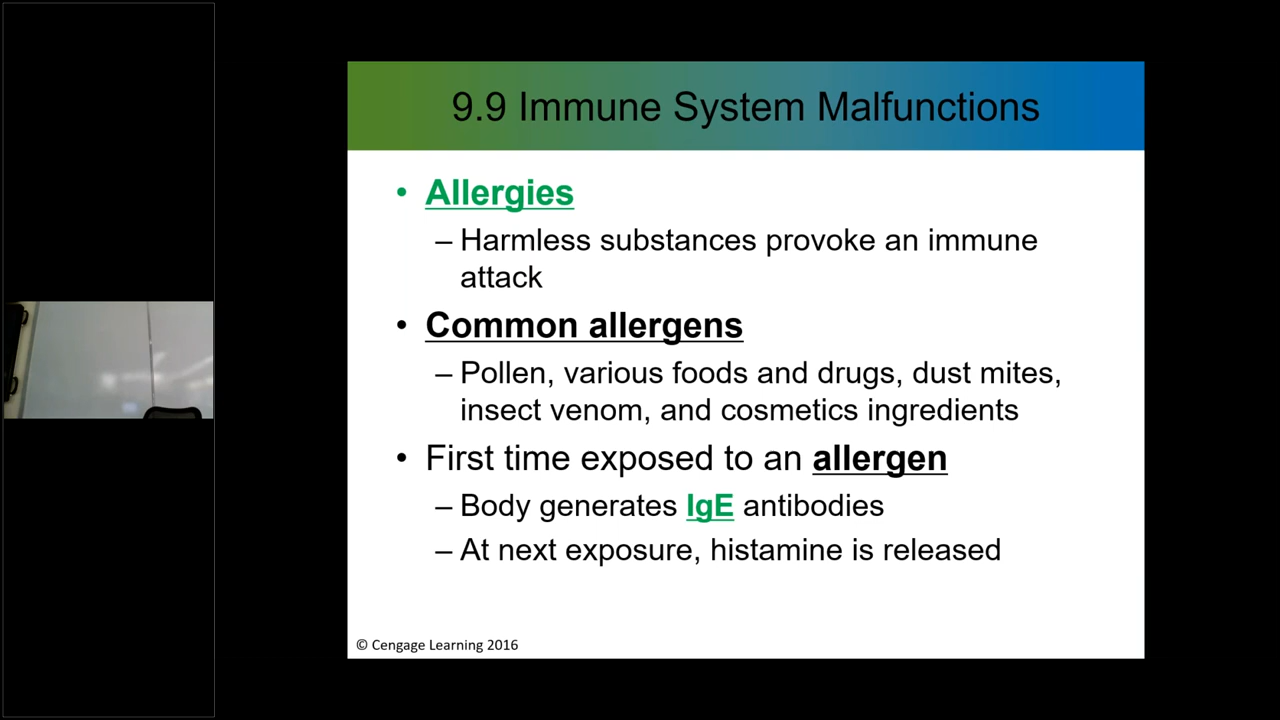 9.9 Immune System Malfunctions
• Allergies
– Harmless substances provoke an immune
attack
• Common allergens
– Pollen, various foods and drugs, dust mites,
insect venom, and cosmetics ingredients
• First time exposed to an allergen
– Body generates IgE antibodies
– At next exposure, histamine is released
© Cengage Learning 2016